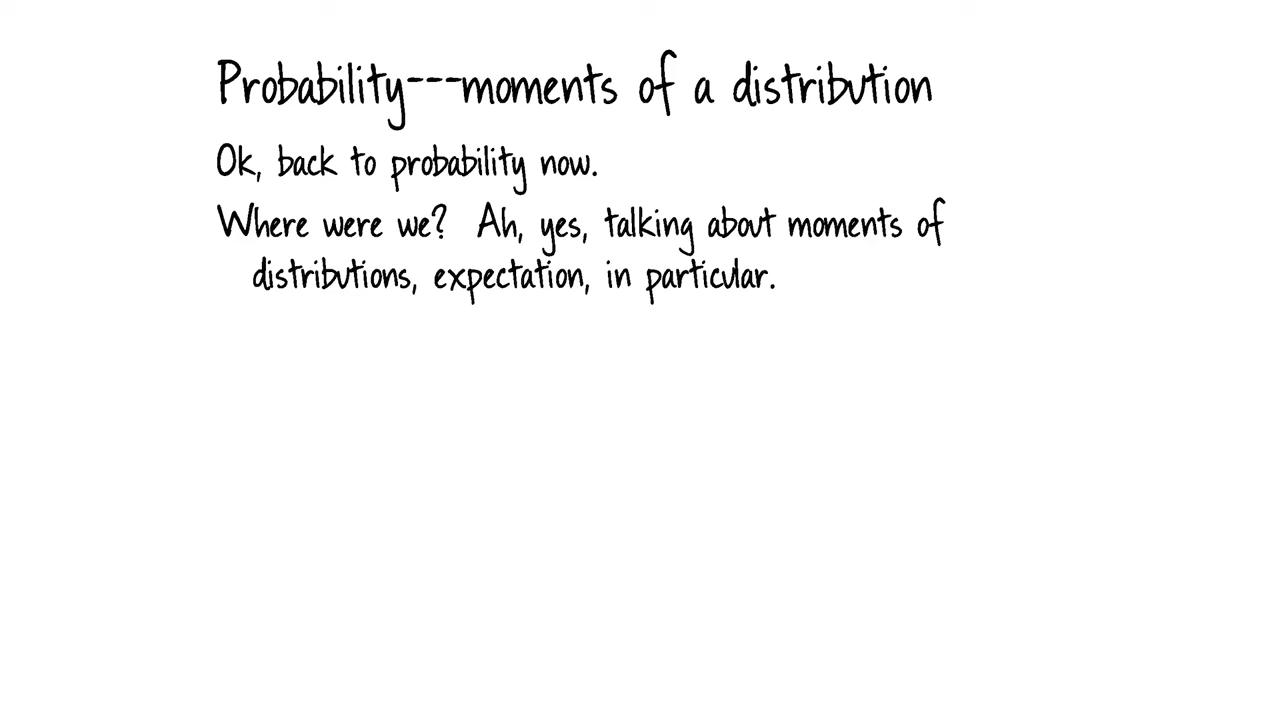 Probability---moments of a distribution
Ok, back to probability now.
Where were we? Ah, yes, talking about moments of
distributions, expectation, in particular.